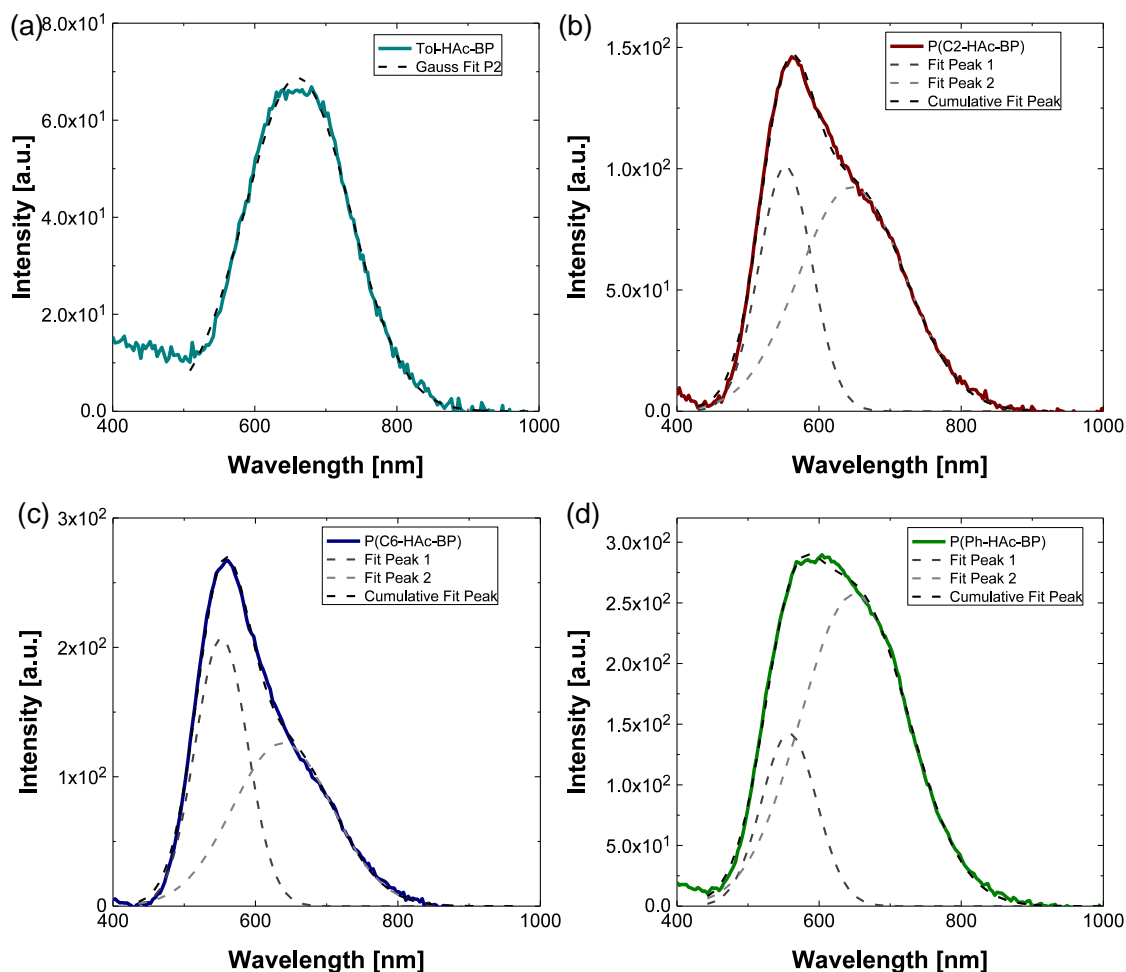 (a)
8.0x10¹
6.0x10¹
4.0x10¹
2.0x10¹
0.0
400 600 800 1000
Intensity [a.u.]
Wavelength [nm]
Tol-HAc-BP
Gauss Fit P2
(b)
1.5x10²
1.0x10²
5.0x10¹
0.0
400 600 800 1000
Intensity [a.u.]
Wavelength [nm]
P(C2-HAc-BP)
Fit Peak 1
Fit Peak 2
Cumulative Fit Peak
(c)
3x10²
2x10²
1x10²
0
400 600 800 1000
Intensity [a.u.]
Wavelength [nm]
P(C6-HAc-BP)
Fit Peak 1
Fit Peak 2
Cumulative Fit Peak
(d)
3.0x10²
2.5x10²
2.0x10²
1.5x10²
1.0x10²
5.0x10¹
0.0
400 600 800 1000
Intensity [a.u.]
Wavelength [nm]
P(Ph-HAc-BP)
Fit Peak 1
Fit Peak 2
Cumulative Fit Peak